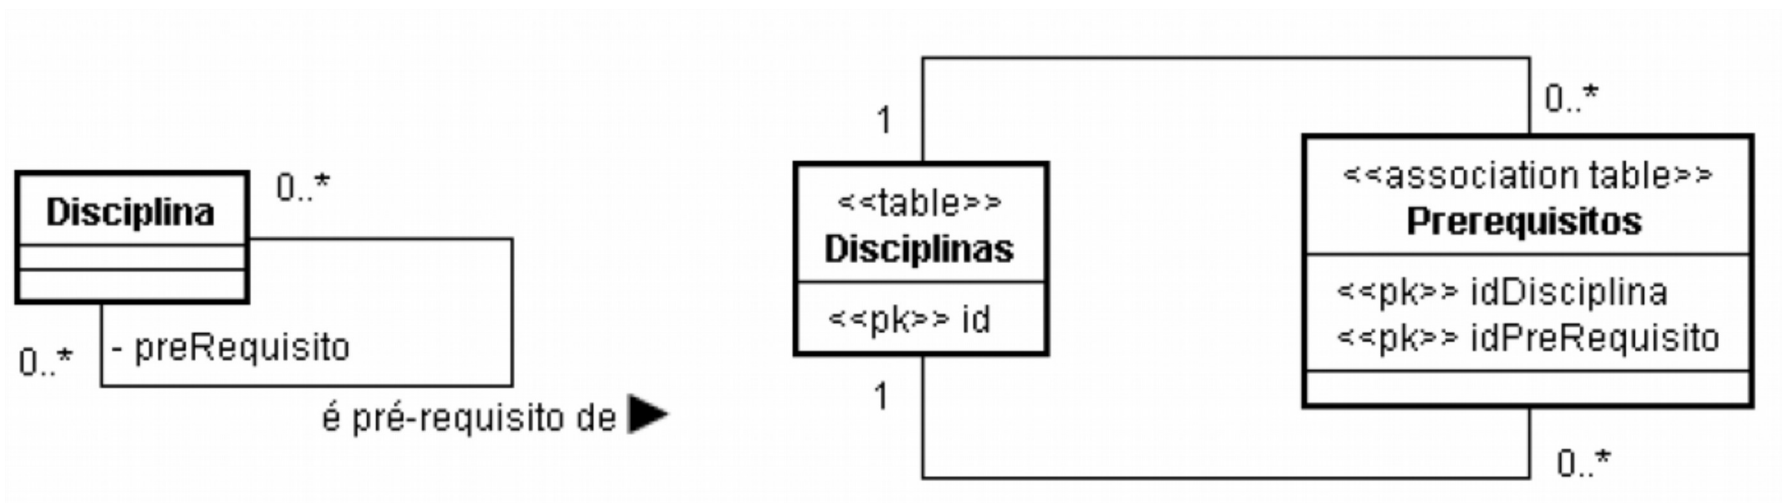 Disciplina
0..*
0..*
- preRequisito
é pré-requisito de
1
<<table>>
Disciplinas
<<pk>> id
1
0..*
<<association table>>
Prerequisitos
<<pk>> idDisciplina
<<pk>> idPreRequisito
0..*